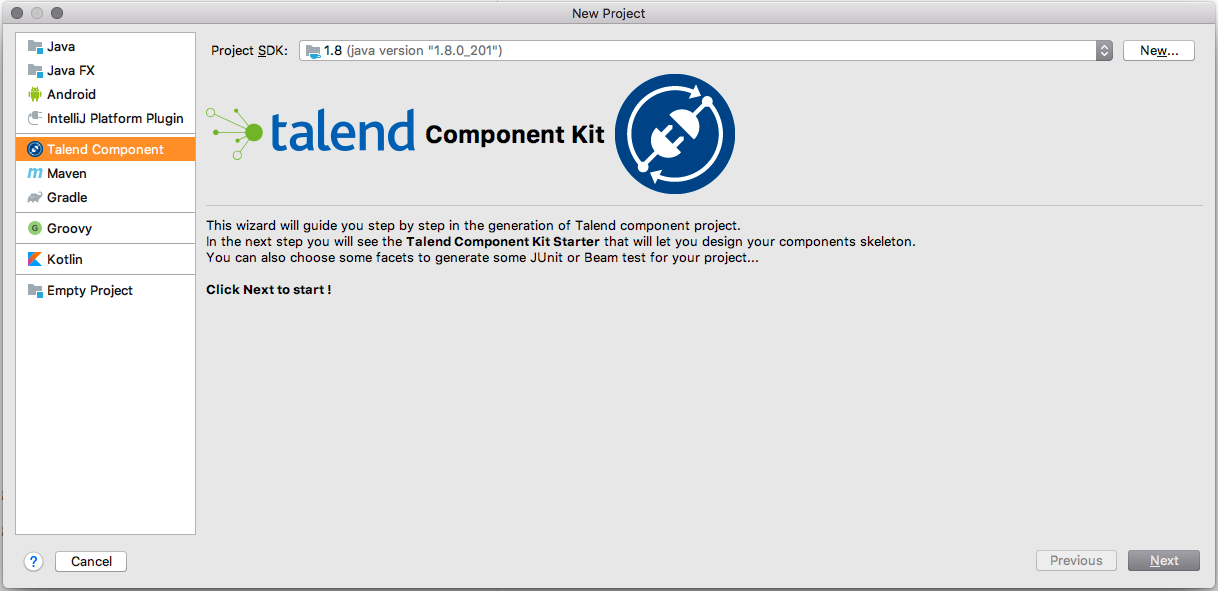 New Project
Java
Java FX
Android
IntelliJ Platform Plugin
Talend Component
Maven
Gradle
Groovy
Kotlin
Empty Project
Project SDK: 1.8 (java version "1.8.0_201") New...
talend Component Kit
This wizard will guide you step by step in the generation of Talend component project.
In the next step you will see the Talend Component Kit Starter that will let you design your components skeleton.
You can also choose some facets to generate some JUnit or Beam test for your project...
Click Next to start !
? Cancel Previous Next